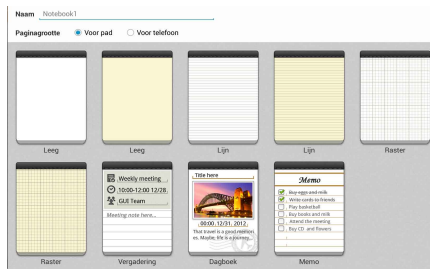 Naam Notebook1
Paginagrootte Voor pad Voor telefoon
Leeg Leeg Lijn Lijn Raster
Weekly meeting
10:00-12:00 12/28.
GUI Team
Meeting note here...
Title here
00:00, 12/31, 2012
That travel is a good memori
es. Maybe, life is a journey...
Memo
Buy eggs and milk
Write cards to friends
Play basketball
Buy books and milk
Attend the meeting
Buy CD and flowers
Raster Vergadering Dagboek Memo